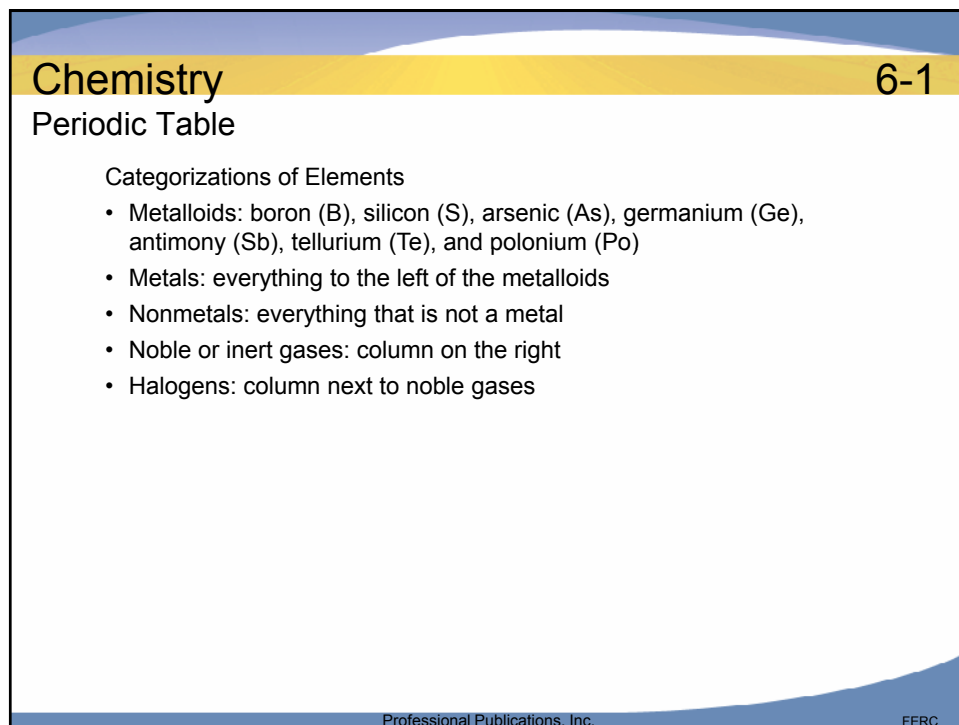 Chemistry 6-1
Periodic Table
Categorizations of Elements
• Metalloids: boron (B), silicon (S), arsenic (As), germanium (Ge),
antimony (Sb), tellurium (Te), and polonium (Po)
• Metals: everything to the left of the metalloids
• Nonmetals: everything that is not a metal
• Noble or inert gases: column on the right
• Halogens: column next to noble gases
Professional Publications, Inc. FERC